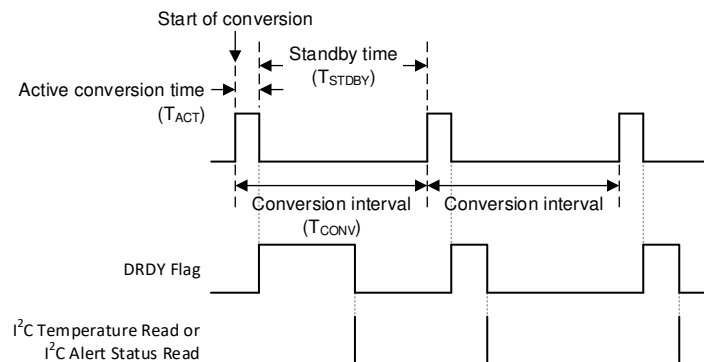 Start of conversion
Standby time
(TSTDBY)
Active conversion time
(TACT)
Conversion interval
(TCONV)
Conversion interval
DRDY Flag
I²C Temperature Read or
I²C Alert Status Read